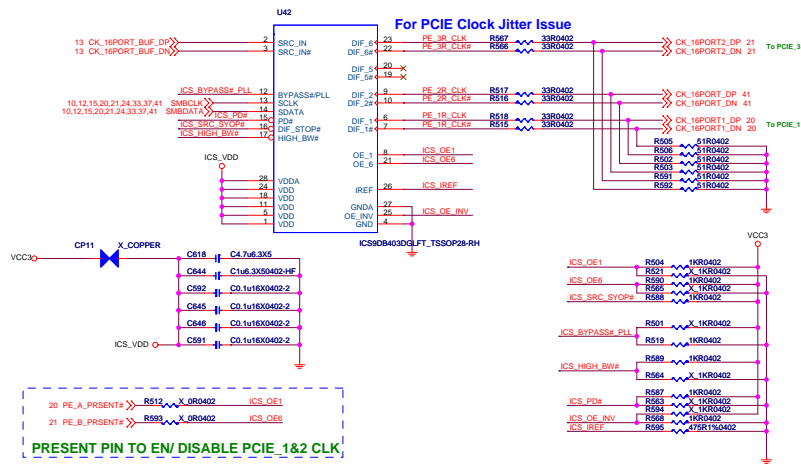 U42
For PCIE Clock Jitter Issue
13 CK_16PORT_BUF_DP
13 CK_16PORT_BUF_DN
2 SRC_IN
3 SRC_IN#
DIF_6 23 PE_3R_CLK R567 33R0402 CK_16PORT2_DP 21
DIF_6# 22 PE_3R_CLK# R566 33R0402 CK_16PORT2_DN 21
To PCIE_3
DIF_5 20
DIF_5# 19
ICS_BYPASS#_PLL 12 BYPASS#/PLL
DIF_2 9 PE_2R_CLK R517 33R0402 CK_16PORT_DP 41
10,12,15,20,21,24,33,37,41 SMBCLK 13 SCLK
DIF_2# 10 PE_2R_CLK# R516 33R0402 CK_16PORT_DN 41
10,12,15,20,21,24,33,37,41 SMBDATA 14 SDATA
ICS_PD# 15 PD#
DIF_1 6 PE_1R_CLK R518 33R0402 CK_16PORT1_DP 20
ICS_SRC_SYOP# 16 DIF_STOP#
DIF_1# 7 PE_1R_CLK# R515 33R0402 CK_16PORT1_DN 20
To PCIE_1
ICS_HIGH_BW# 17 HIGH_BW#
OE_1 8 ICS_OE1
OE_6 21 ICS_OE6
R505 51R0402
R506 51R0402
R502 51R0402
R503 51R0402
R591 51R0402
R592 51R0402
ICS_VDD
28 VDDA
24 VDD
18 VDD
11 VDD
5 VDD
1 VDD
IREF 26 ICS_IREF
GNDA 27
OE_INV 25 ICS_OE_INV
GND 4
ICS9DB403DGLFT_TSSOP28-RH
VCC3
CP11 X_COPPER
VCC3
C618 C4.7u6.3X5
C644 C1u6.3X50402-HF
C592 C0.1u16X0402-2
C645 C0.1u16X0402-2
C646 C0.1u16X0402-2
ICS_VDD
C591 C0.1u16X0402-2
ICS_OE1 R504 1KR0402
R521 X_1KR0402
ICS_OE6 R590 1KR0402
R565 X_1KR0402
ICS_SRC_SYOP# R588 1KR0402
ICS_BYPASS#_PLL
R501 X_1KR0402
R519 1KR0402
ICS_HIGH_BW#
R589 1KR0402
R564 X_1KR0402
ICS_PD#
R587 1KR0402
R563 X_1KR0402
R594 X_1KR0402
ICS_OE_INV R568 1KR0402
ICS_IREF R595 475R1%0402
20 PE_A_PRSENT# R512 X_0R0402 ICS_OE1
21 PE_B_PRSENT# R593 X_0R0402 ICS_OE6
PRESENT PIN TO EN/ DISABLE PCIE_1&2 CLK